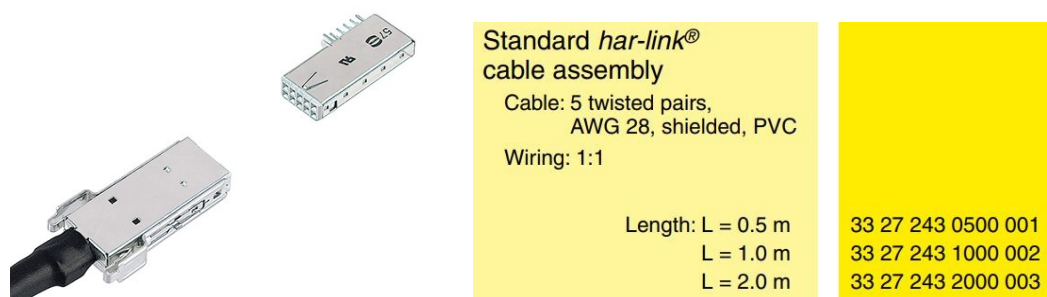 57
Standard har-link®
cable assembly
Cable: 5 twisted pairs,
AWG 28, shielded, PVC
Wiring: 1:1
Length: L = 0.5 m 33 27 243 0500 001
L = 1.0 m 33 27 243 1000 002
L = 2.0 m 33 27 243 2000 003